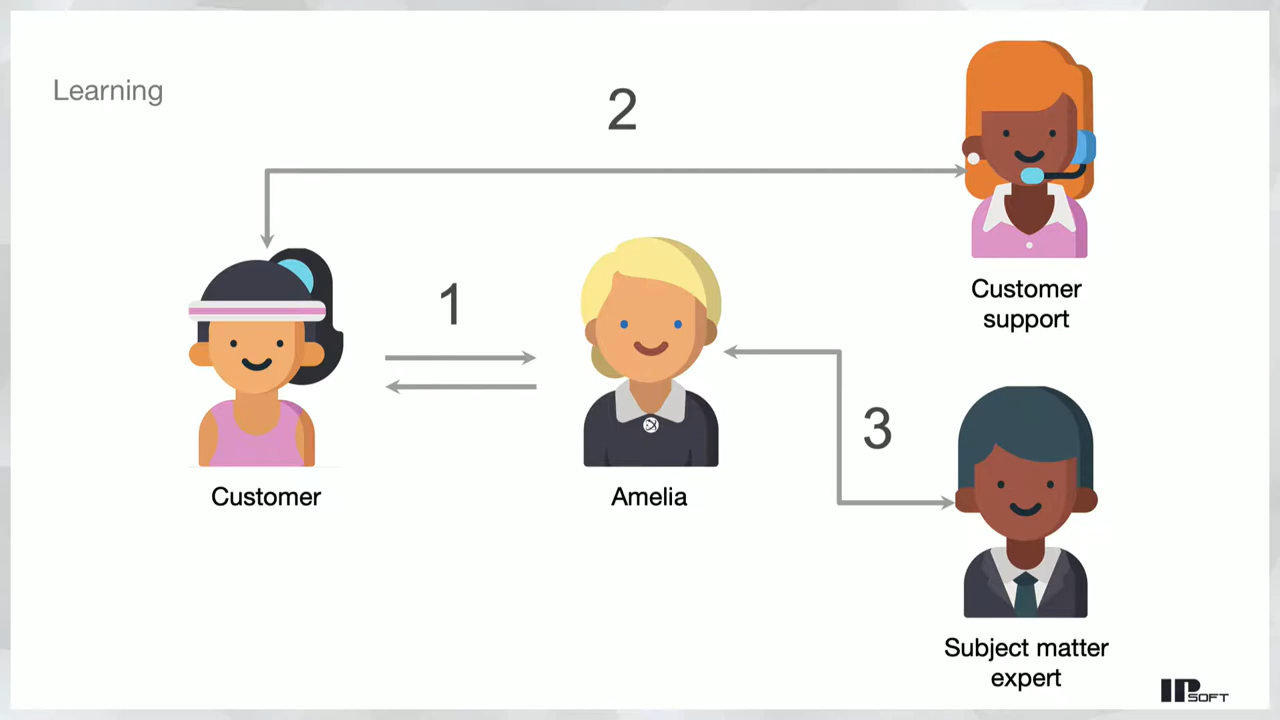 Learning
2
1
3
Customer
support
Customer
Amelia
Subject matter
expert
IPSOFT